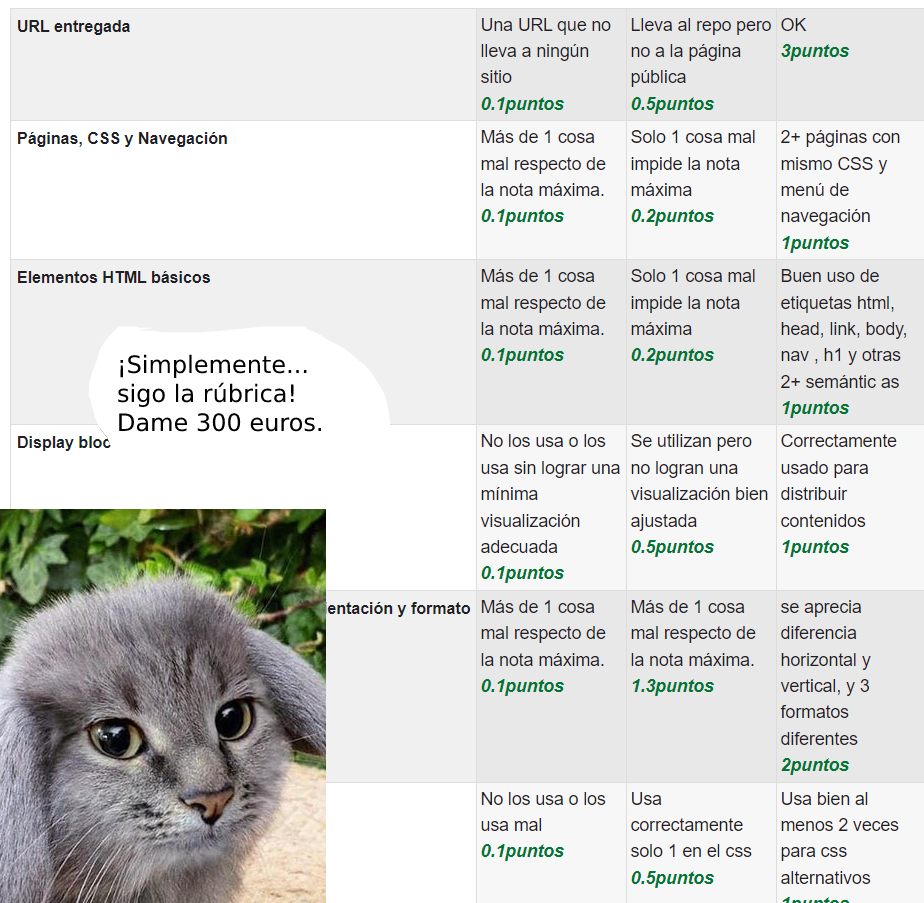 URL entregada
Una URL que no
lleva a ningún
sitio
0.1puntos
Lleva al repo pero
no a la página
pública
0.5puntos
OK
3puntos
Páginas, CSS y Navegación
Más de 1 cosa
mal respecto de
la nota máxima.
0.1puntos
Solo 1 cosa mal
impide la nota
máxima
0.2puntos
2+ páginas con
mismo CSS y
menú de
navegación
1puntos
Elementos HTML básicos
Más de 1 cosa
mal respecto de
la nota máxima.
0.1puntos
Solo 1 cosa mal
impide la nota
máxima
0.2puntos
Buen uso de
etiquetas html,
head, link, body,
nav , h1 y otras
2+ semántic as
1puntos
¡Simplemente...
sigo la rúbrica!
Dame 300 euros.
Display
No los usa o los
usa sin lograr una
mínima
visualización
adecuada
0.1puntos
Se utilizan pero
no logran una
visualización bien
ajustada
0.5puntos
Correctamente
usado para
distribuir
contenidos
1puntos
entación y formato
Más de 1 cosa
mal respecto de
la nota máxima.
0.1puntos
Más de 1 cosa
mal respecto de
la nota máxima.
1.3puntos
se aprecia
diferencia
horizontal y
vertical, y 3
formatos
diferentes
2puntos
No los usa o los
usa mal
0.1puntos
Usa
correctamente
solo 1 en el css
0.5puntos
Usa bien al
menos 2 veces
para css
alternativos
1puntos